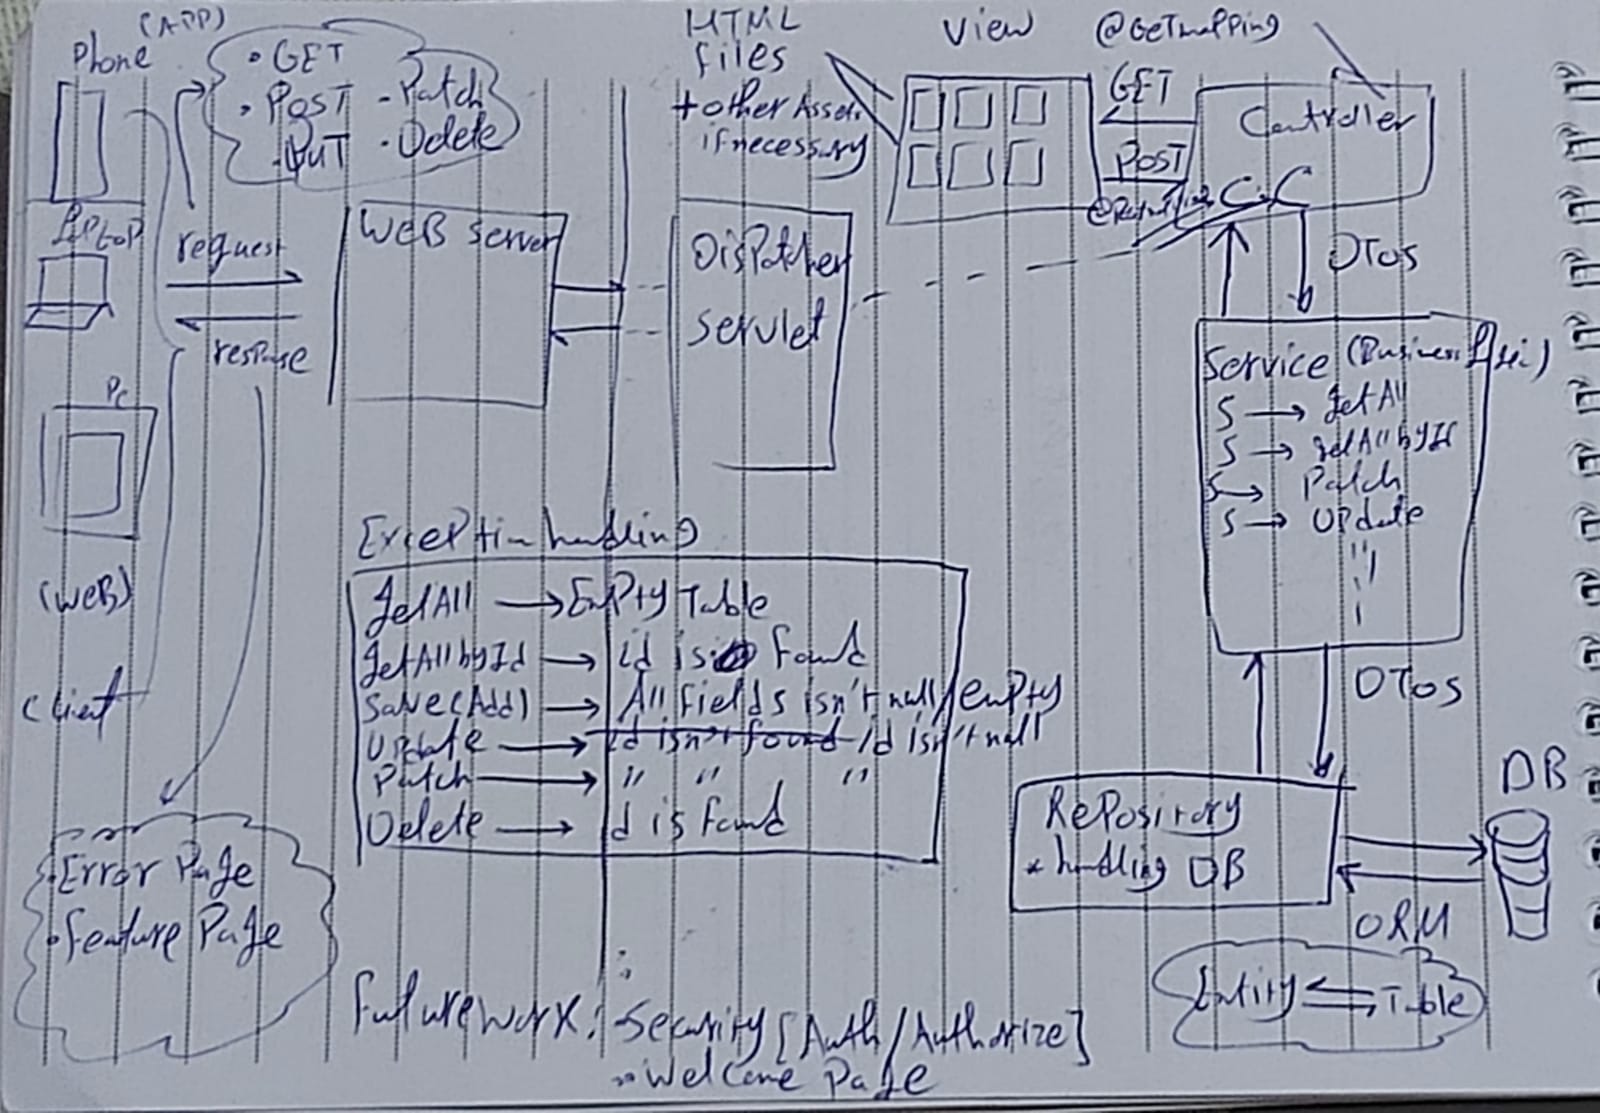 (APP)
Phone
• GET
• POST - Patch
• PUT • Delete
Laptop
request
response
PC
(WEB)
Client
• Error Page
• Feature Page
WEB Server
HTML
files
+ other Assets
if necessary
Dispatcher
Servlet
View
@Getmapping
GET
POST
Controller
C C
DTOs
Service (Business Logic)
S → getAll
S → getAllbyId
S → Patch
S → Update
"
DTOs
Repository
* handling DB
DB
ORM
Entity Table
Exception handling
getAll → Empty Table
getAllbyId → id is found
Save(Add) → All fields isn't null/empty
Update → id isn't found id isn't null
Patch → " " "
Delete → id is found
Future work: → Security [Auth/Authorize]
→ Welcome Page